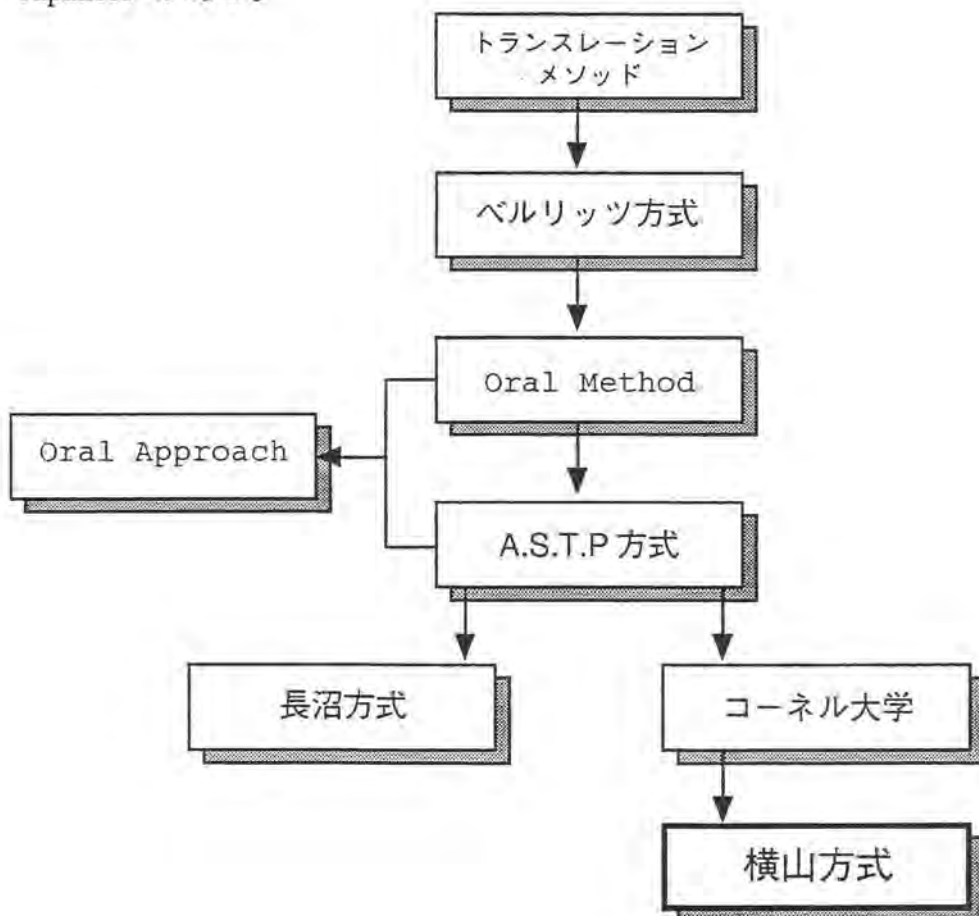 トランスレーション
メソッド
ベルリッツ方式
Oral Method
Oral Approach
A.S.T.P方式
長沼方式
コーネル大学
横山方式